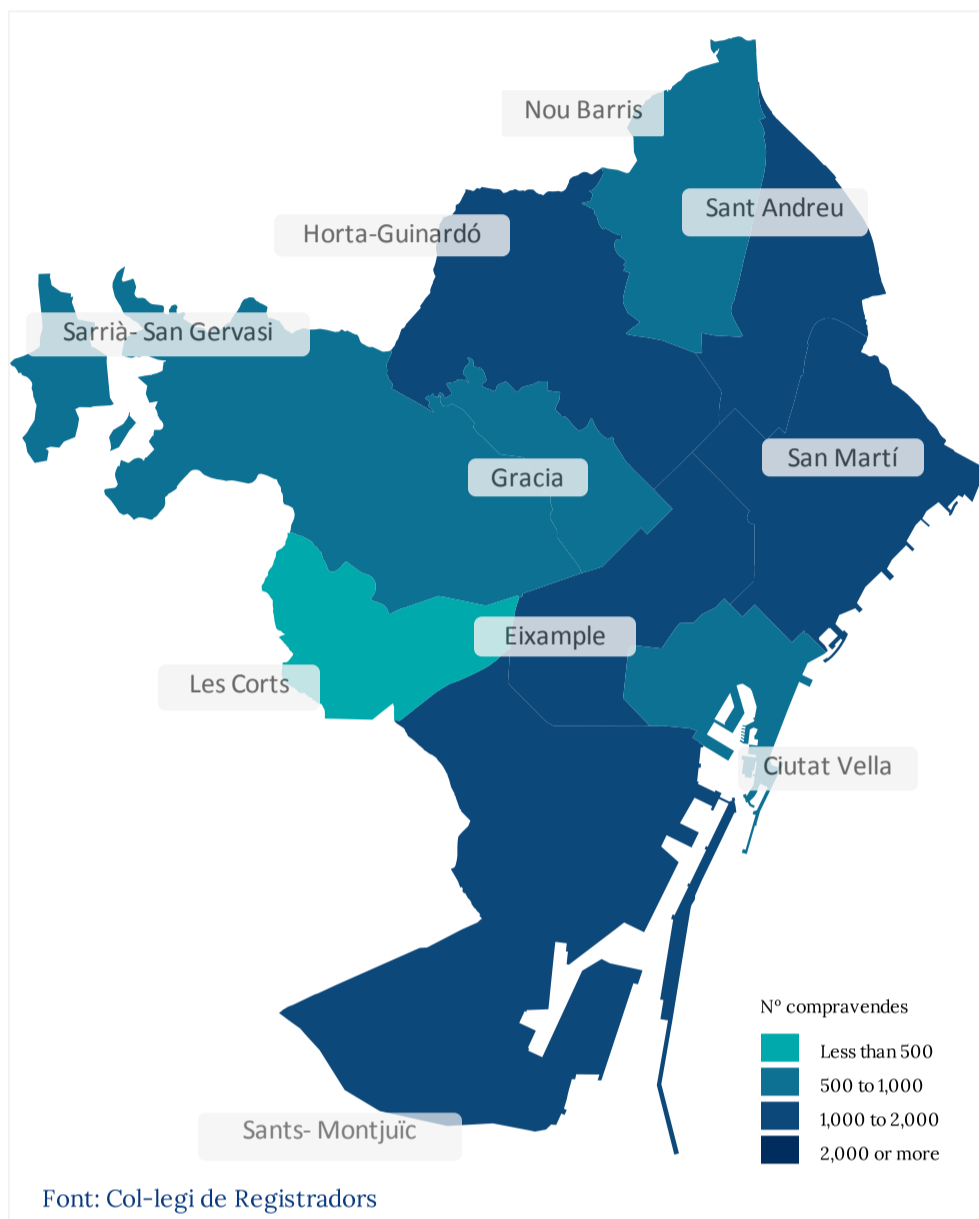 Nou Barris
Sant Andreu
Horta-Guinardó
Sarrià- San Gervasi
San Martí
Gracia
Eixample
Les Corts
Ciutat Vella
Nº compravendes
Less than 500
500 to 1,000
1,000 to 2,000
2,000 or more
Sants- Montjuïc
Font: Col-legi de Registradors